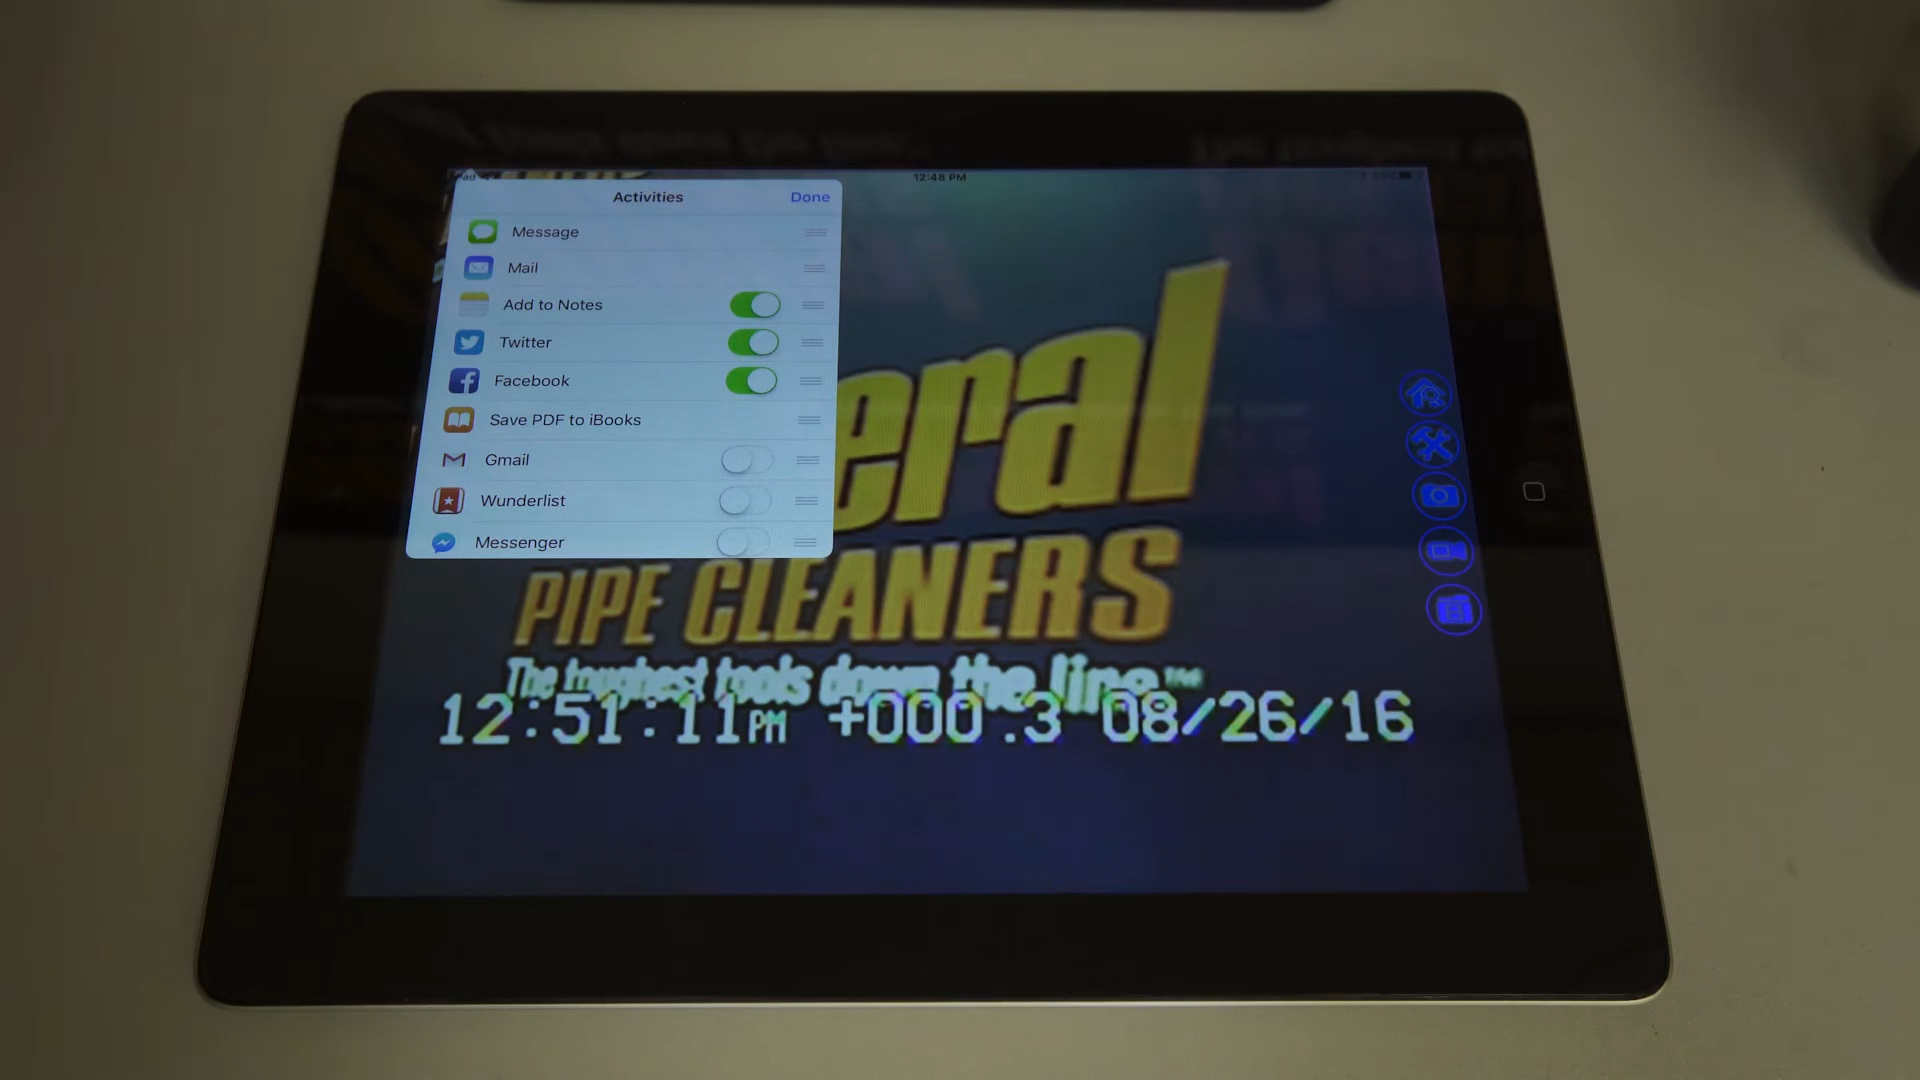 ad
12:48 PM
Activities Done
Message
Mail
Add to Notes
Twitter
Facebook
Save PDF to iBooks
Gmail
Wunderlist
Messenger
eral
PIPE CLEANERS
The toughest tools down the line™
12:51:11PM +000.3 08/26/16